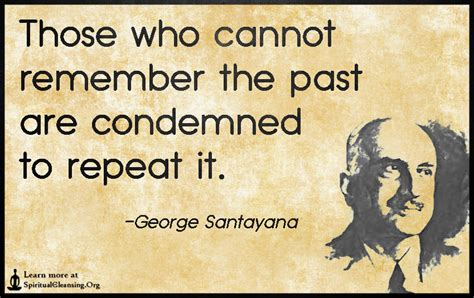 Those who cannot
remember the past
are condemned
to repeat it.
-George Santayana
Learn more at
SpiritualCleansing.Org